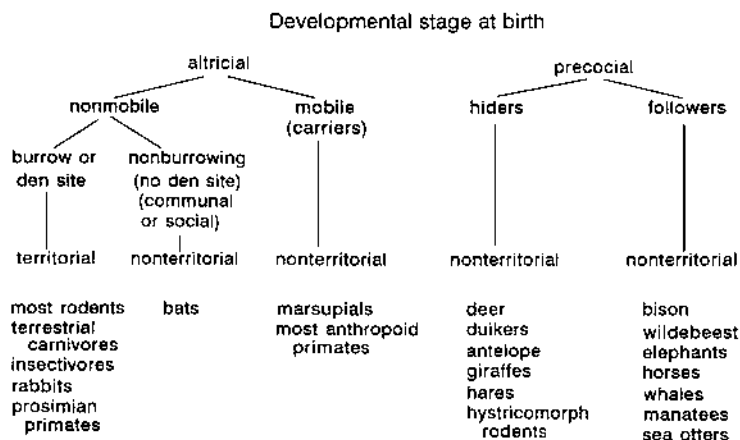 Developmental stage at birth
altricial
precocial
nonmobile
mobile
(carriers)
hiders
followers
burrow or
den site
nonburrowing
(no den site)
(communal
or social)
territorial
nonterritorial
nonterritorial
nonterritorial
nonterritorial
most rodents
terrestrial
carnivores
insectivores
rabbits
prosimian
primates
bats
marsupials
most anthropoid
primates
deer
duikers
antelope
giraffes
hares
hystricomorph
rodents
bison
wildebeest
elephants
horses
whales
manatees
sea otters